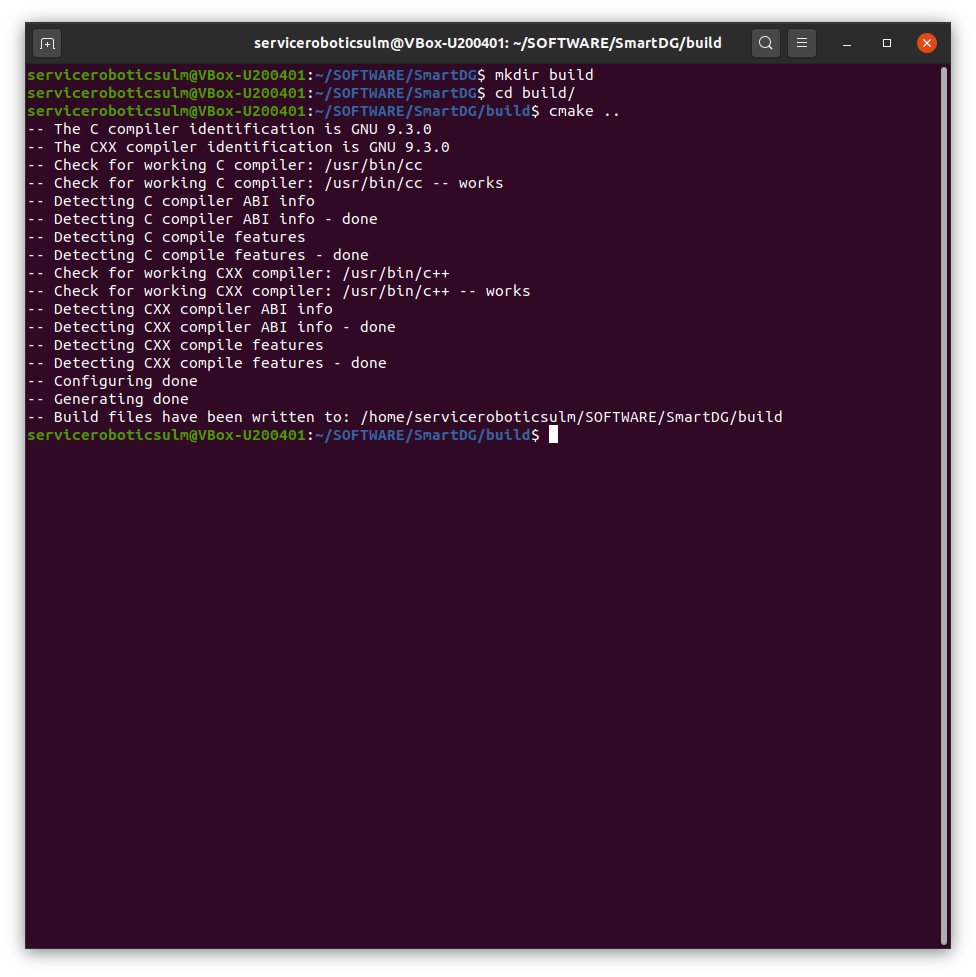 serviceroboticsulm@VBox-U200401: ~/SOFTWARE/SmartDG/build
serviceroboticsulm@VBox-U200401:~/SOFTWARE/SmartDG$ mkdir build
serviceroboticsulm@VBox-U200401:~/SOFTWARE/SmartDG$ cd build/
serviceroboticsulm@VBox-U200401:~/SOFTWARE/SmartDG/build$ cmake ..
-- The C compiler identification is GNU 9.3.0
-- The CXX compiler identification is GNU 9.3.0
-- Check for working C compiler: /usr/bin/cc
-- Check for working C compiler: /usr/bin/cc -- works
-- Detecting C compiler ABI info
-- Detecting C compiler ABI info - done
-- Detecting C compile features
-- Detecting C compile features - done
-- Check for working CXX compiler: /usr/bin/c++
-- Check for working CXX compiler: /usr/bin/c++ -- works
-- Detecting CXX compiler ABI info
-- Detecting CXX compiler ABI info - done
-- Detecting CXX compile features
-- Detecting CXX compile features - done
-- Configuring done
-- Generating done
-- Build files have been written to: /home/serviceroboticsulm/SOFTWARE/SmartDG/build
serviceroboticsulm@VBox-U200401:~/SOFTWARE/SmartDG/build$